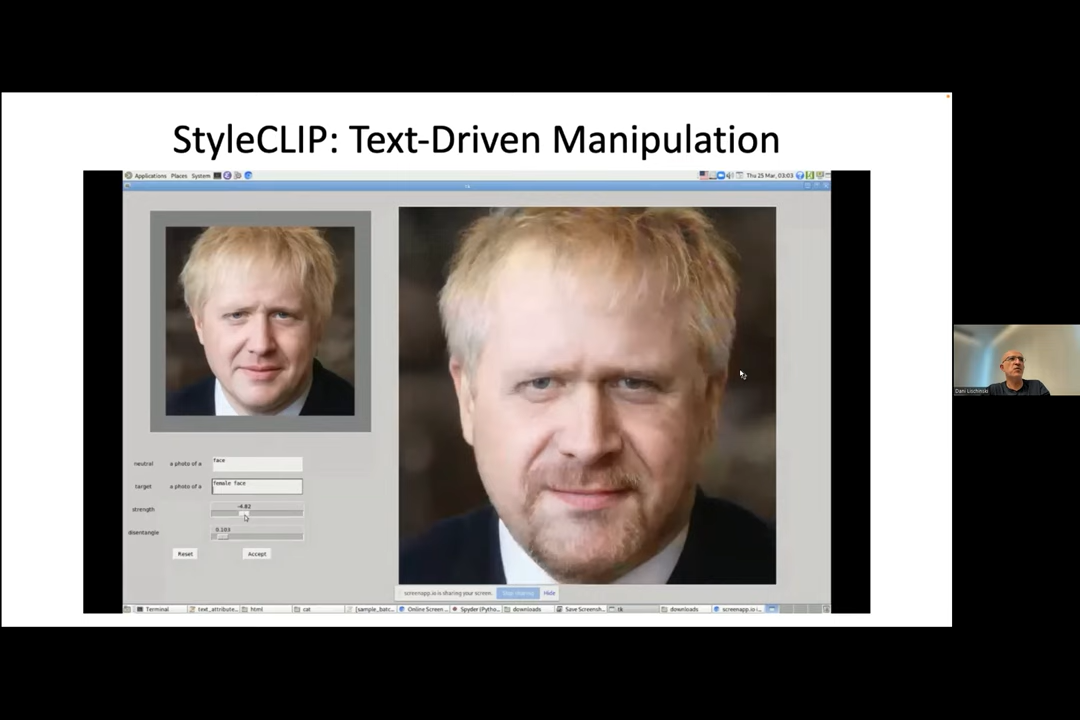 StyleCLIP: Text-Driven Manipulation
Applications Places System
Thu 25 Mar, 03:03
neutral a photo of a face
target a photo of a female face
strength -4.82
disentangle 0.103
Reset Accept
screenapp.io is sharing your screen. Stop sharing Hide
Terminal text_attribute... html cat [sample_batc... Online Screen ... Spyder (Pytho... downloads Save Screensh... tk downloads screenapp.io i...
Dani Lischinski